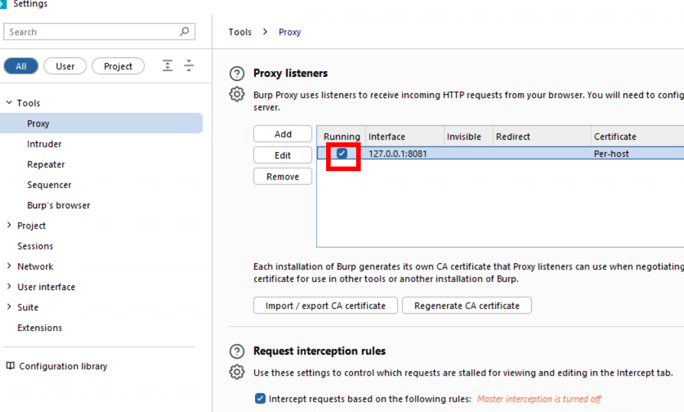 Settings
Search
All User Project
Tools
Proxy
Intruder
Repeater
Sequencer
Burp's browser
Project
Sessions
Network
User interface
Suite
Extensions
Configuration library
Tools > Proxy
Proxy listeners
Burp Proxy uses listeners to receive incoming HTTP requests from your browser. You will need to config
server.
Add
Edit
Remove
Running Interface Invisible Redirect Certificate
127.0.0.1:8081 Per-host
Each installation of Burp generates its own CA certificate that Proxy listeners can use when negotiating
certificate for use in other tools or another installation of Burp.
Import / export CA certificate Regenerate CA certificate
Request interception rules
Use these settings to control which requests are stalled for viewing and editing in the Intercept tab.
Intercept requests based on the following rules: Master interception is turned off